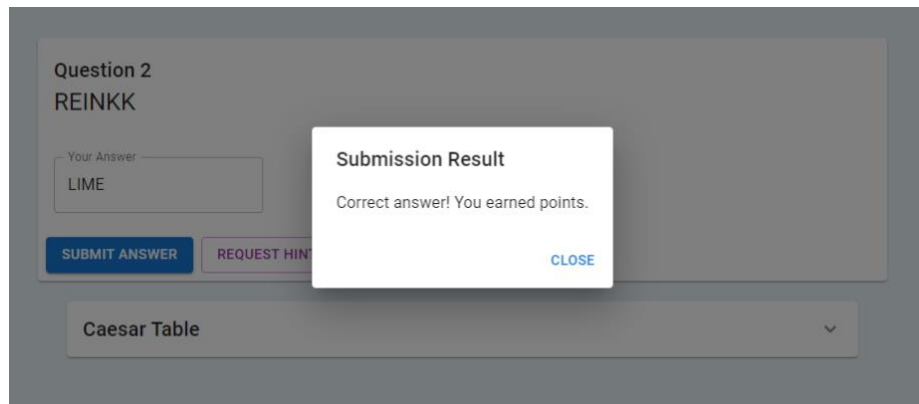 Question 2
REINKK
Your Answer
LIME
Submission Result
Correct answer! You earned points.
CLOSE
SUBMIT ANSWER
REQUEST HIN
Caesar Table